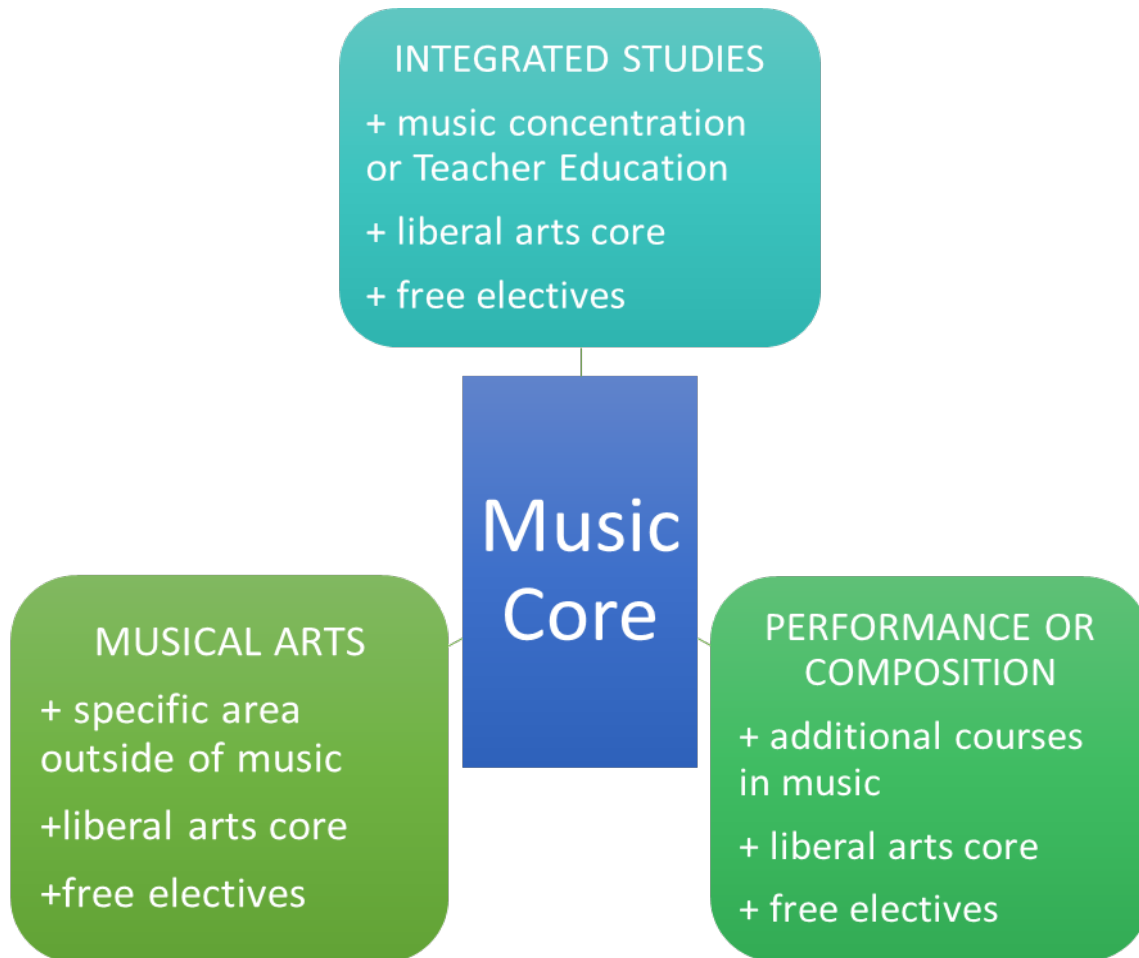 INTEGRATED STUDIES
+ music concentration
or Teacher Education
+ liberal arts core
+ free electives
Music
Core
MUSICAL ARTS
+ specific area
outside of music
+liberal arts core
+free electives
PERFORMANCE OR
COMPOSITION
+ additional courses
in music
+ liberal arts core
+ free electives